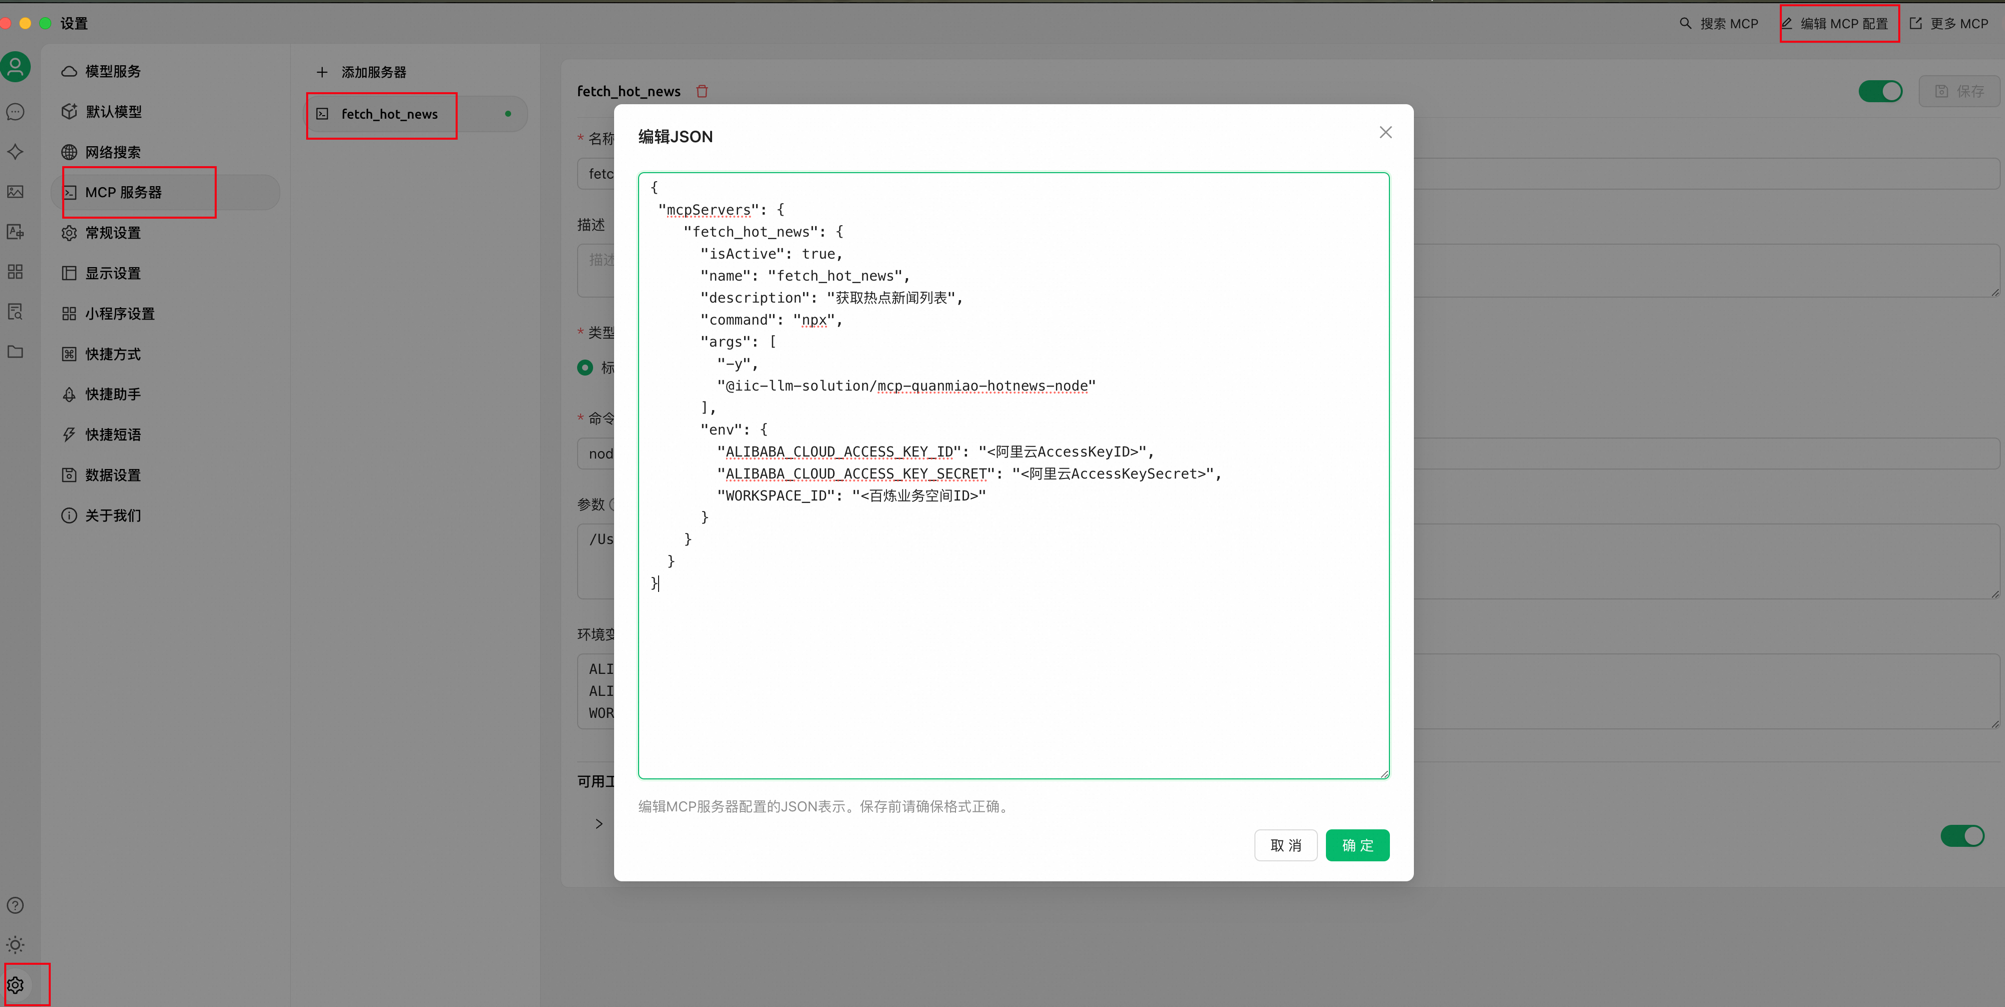 设置
搜索 MCP
编辑 MCP 配置
更多 MCP
模型服务
默认模型
网络搜索
MCP 服务器
常规设置
显示设置
小程序设置
快捷方式
快捷助手
快捷短语
数据设置
关于我们
添加服务器
fetch_hot_news
fetch_hot_news
保存
* 名称
fetc
描述
描述
* 类型
标
* 命令
nod
参数
/Us
环境变
ALI
ALI
WOR
可用工
编辑JSON
{
"mcpServers": {
"fetch_hot_news": {
"isActive": true,
"name": "fetch_hot_news",
"description": "获取热点新闻列表",
"command": "npx",
"args": [
"-y",
"@iic-llm-solution/mcp-quanmiao-hotnews-node"
],
"env": {
"ALIBABA_CLOUD_ACCESS_KEY_ID": "<阿里云AccessKeyID>",
"ALIBABA_CLOUD_ACCESS_KEY_SECRET": "<阿里云AccessKeySecret>",
"WORKSPACE_ID": "<百炼业务空间ID>"
}
}
}
}
编辑MCP服务器配置的JSON表示。保存前请确保格式正确。
取 消
确 定